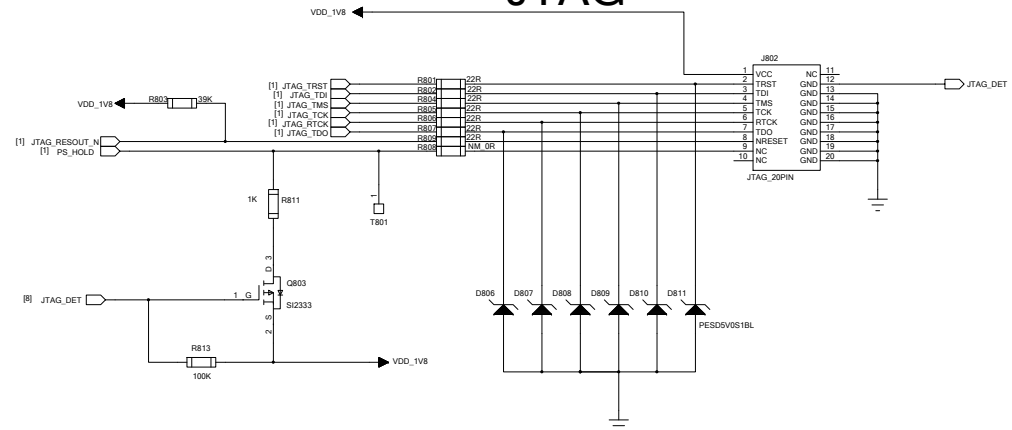 JTAG
VDD_1V8
J802
1 VCC NC 11
2 TRST GND 12 JTAG_DET
3 TDI GND 13
4 TMS GND 14
5 TCK GND 15
6 RTCK GND 16
7 TDO GND 17
8 NRESET GND 18
9 NC GND 19
10 NC GND 20
JTAG_20PIN
[1] JTAG_TRST R801 22R
[1] JTAG_TDI R802 22R
[1] JTAG_TMS R804 22R
[1] JTAG_TCK R805 22R
[1] JTAG_RTCK R806 22R
[1] JTAG_TDO R807 22R
VDD_1V8 R803 39K
[1] JTAG_RESOUT_N R809 22R
[1] PS_HOLD R808 NM_0R
1K R811
1
T801
D 3
Q803
[8] JTAG_DET 1 G
SI2333
2 S
R813
100K
VDD_1V8
D806 D807 D808 D809 D810 D811
PESD5V0S1BL